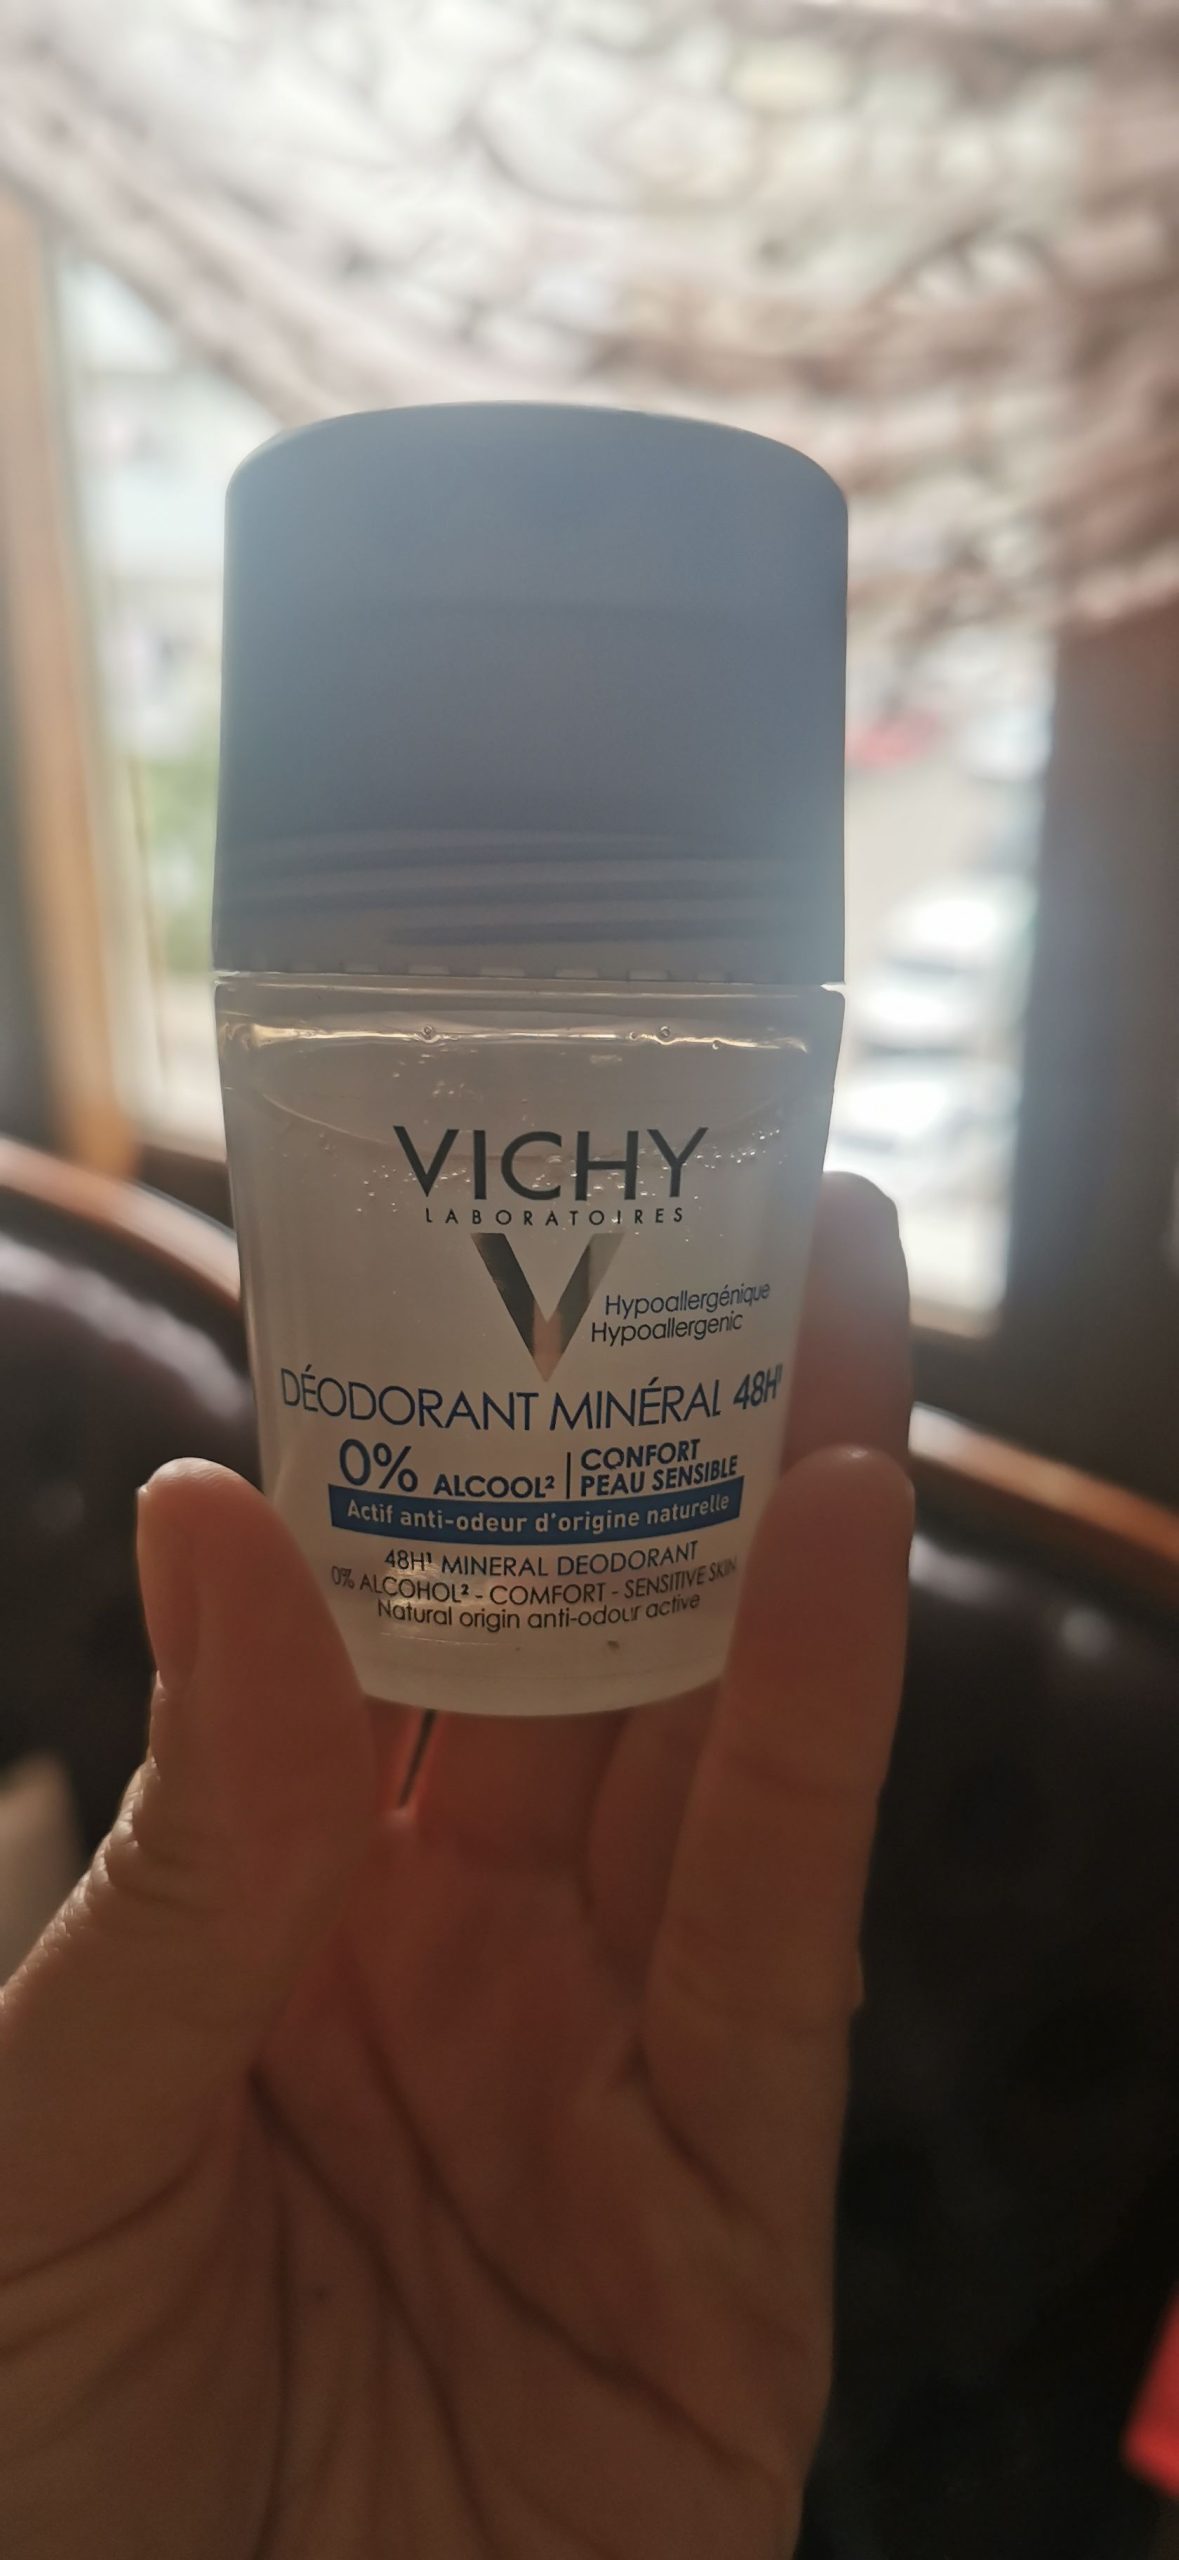 VICHY
LABORATOIRES
Hypoallergénique
Hypoallergenic
DÉODORANT MINÉRAL 48H¹
0% ALCOOL² | CONFORT
PEAU SENSIBLE
Actif anti-odeur d'origine naturelle
48H¹ MINERAL DEODORANT
0% ALCOHOL² - COMFORT - SENSITIVE SKIN
Natural origin anti-odour active